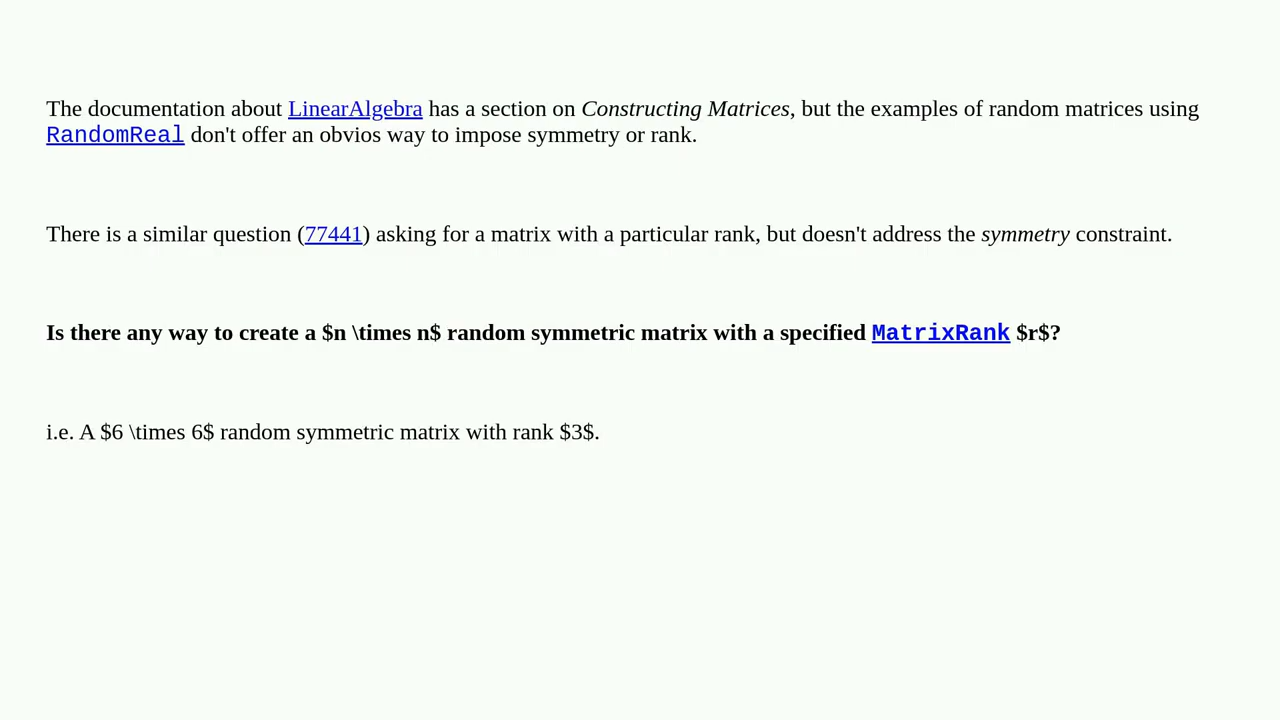 The documentation about LinearAlgebra has a section on Constructing Matrices, but the examples of random matrices using
RandomReal don't offer an obvios way to impose symmetry or rank.
There is a similar question (77441) asking for a matrix with a particular rank, but doesn't address the symmetry constraint.
Is there any way to create a $n \times n$ random symmetric matrix with a specified MatrixRank $r$?
i.e. A $6 \times 6$ random symmetric matrix with rank $3$.